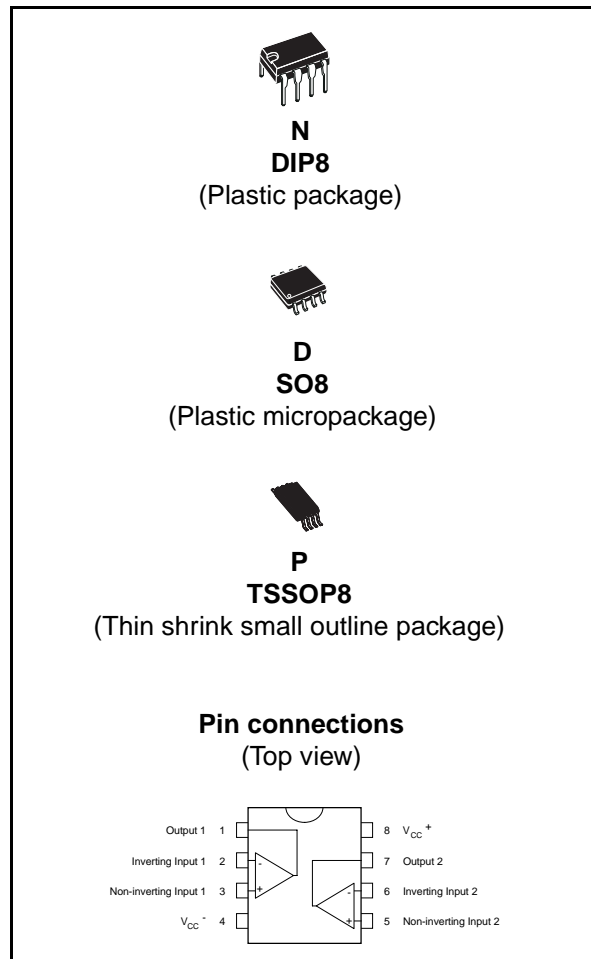 N
DIP8
(Plastic package)
D
SO8
(Plastic micropackage)
P
TSSOP8
(Thin shrink small outline package)
Pin connections
(Top view)
Output 1 1 8 VCC +
Inverting Input 1 2 - 7 Output 2
Non-inverting Input 1 3 + - 6 Inverting Input 2
VCC - 4 + 5 Non-inverting Input 2